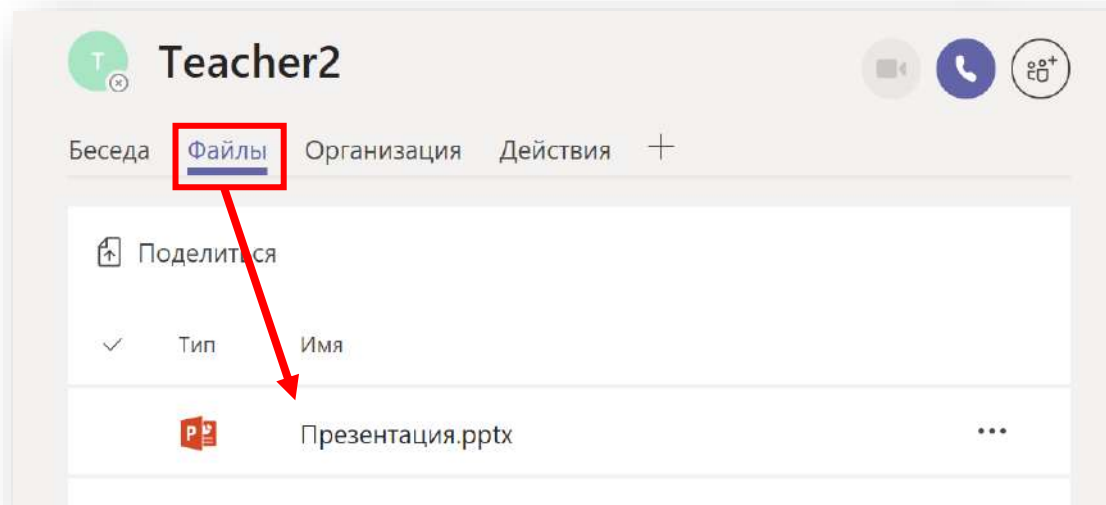 T Teacher2
Беседа Файлы Организация Действия
Поделиться
Тип Имя
Презентация.pptx